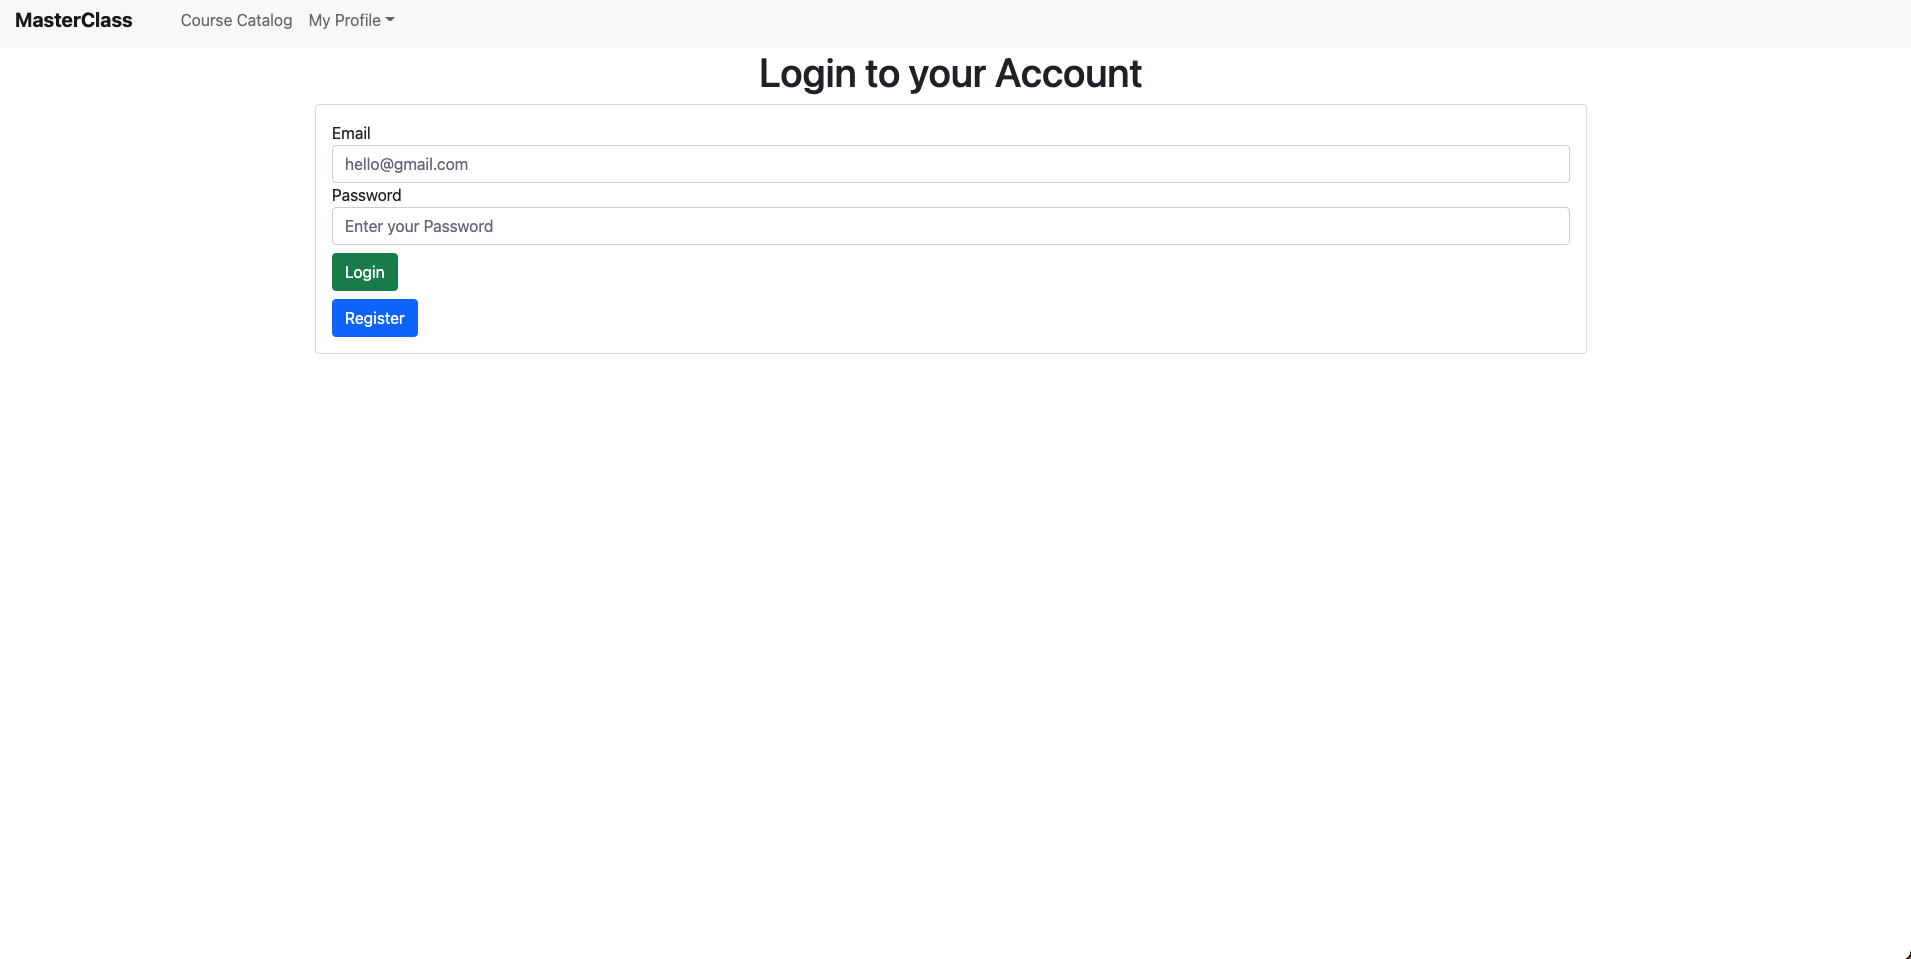 MasterClass Course Catalog My Profile
Login to your Account
Email
hello@gmail.com
Password
Enter your Password
Login
Register